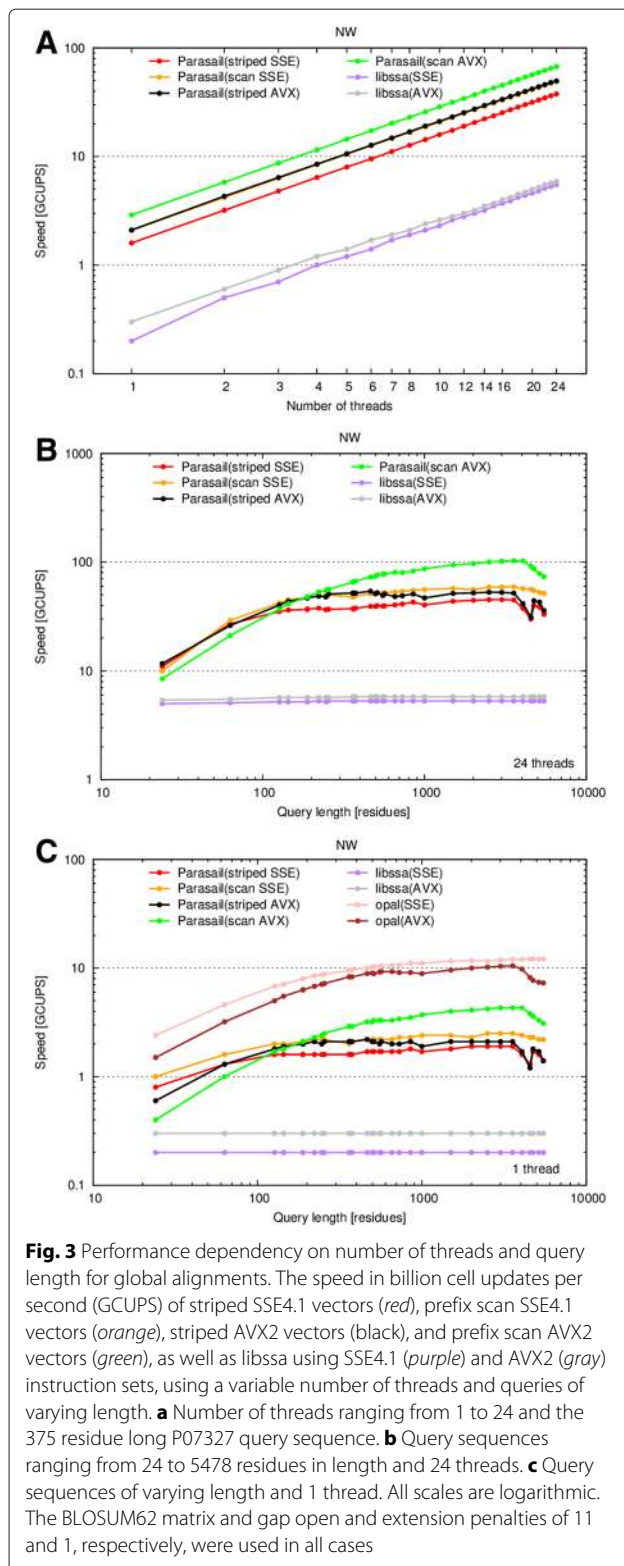 A
NW
100
10
1
0.1
Speed [GCUPS]
Parasail(striped SSE)
Parasail(scan SSE)
Parasail(striped AVX)
Parasail(scan AVX)
libssa(SSE)
libssa(AVX)
1 2 3 4 5 6 7 8 10 12 14 16 20 24
Number of threads
B
NW
1000
100
10
1
Speed [GCUPS]
Parasail(striped SSE)
Parasail(scan SSE)
Parasail(striped AVX)
Parasail(scan AVX)
libssa(SSE)
libssa(AVX)
24 threads
10 100 1000 10000
Query length [residues]
C
NW
100
10
1
0.1
Speed [GCUPS]
Parasail(striped SSE)
Parasail(scan SSE)
Parasail(striped AVX)
Parasail(scan AVX)
libssa(SSE)
libssa(AVX)
opal(SSE)
opal(AVX)
1 thread
10 100 1000 10000
Query length [residues]
Fig. 3 Performance dependency on number of threads and query
length for global alignments. The speed in billion cell updates per
second (GCUPS) of striped SSE4.1 vectors (red), prefix scan SSE4.1
vectors (orange), striped AVX2 vectors (black), and prefix scan AVX2
vectors (green), as well as libssa using SSE4.1 (purple) and AVX2 (gray)
instruction sets, using a variable number of threads and queries of
varying length. a Number of threads ranging from 1 to 24 and the
375 residue long P07327 query sequence. b Query sequences
ranging from 24 to 5478 residues in length and 24 threads. c Query
sequences of varying length and 1 thread. All scales are logarithmic.
The BLOSUM62 matrix and gap open and extension penalties of 11
and 1, respectively, were used in all cases